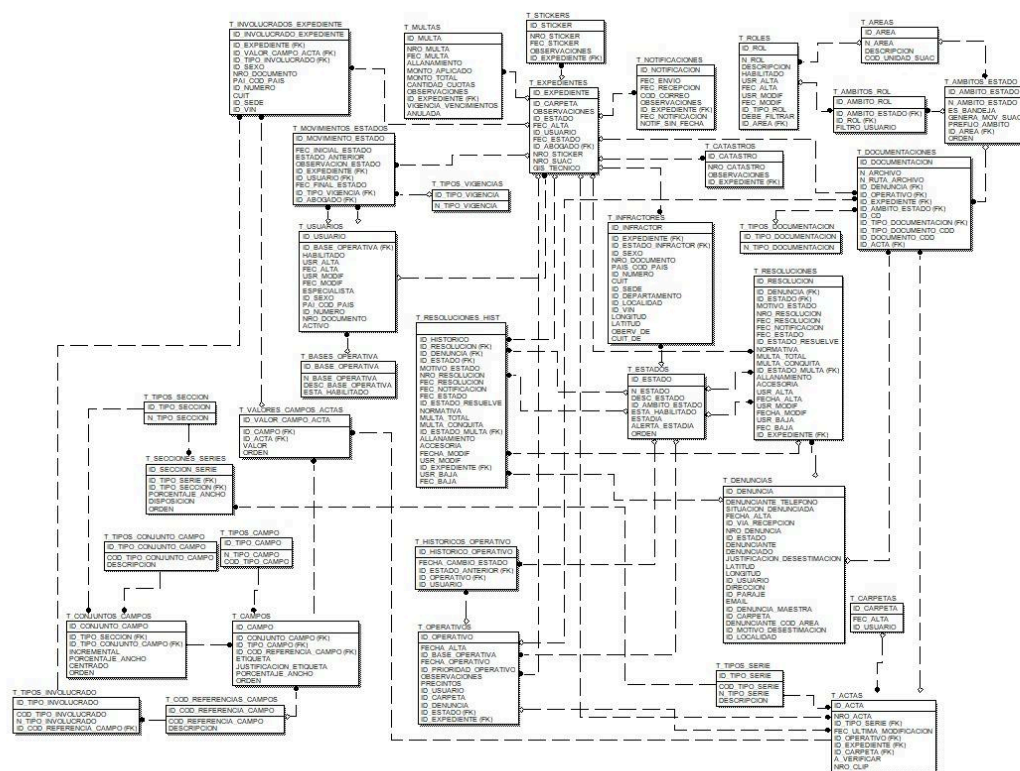 T_INVOLUCRADOS_EXPEDIENTE
ID_INVOLUCRADO_EXPEDIENTE
ID_EXPEDIENTE (FK)
ID_VALOR_CAMPO_ACTA (FK)
ID_TIPO_INVOLUCRADO (FK)
ID_SEXO
NRO_DOCUMENTO
PAI_COD_PAIS
ID_NUMERO
CUIT
ID_SEDE
ID_VIN
T_MULTAS
ID_MULTA
NRO_MULTA
FEC_MULTA
ALLANAMIENTO
MONTO_APLICADO
MONTO_TOTAL
CANTIDAD_CUOTAS
OBSERVACIONES
ID_EXPEDIENTE (FK)
VIGENCIA_VENCIMIENTOS
ANULADA
T_STICKERS
ID_STICKER
NRO_STICKER
FEC_STICKER
OBSERVACIONES
ID_EXPEDIENTE (FK)
T_EXPEDIENTES
ID_EXPEDIENTE
ID_CARPETA
OBSERVACIONES
ID_ESTADO
FEC_ALTA
ID_USUARIO
FEC_ESTADO
ID_ABOGADO (FK)
NRO_STICKER
NRO_SUAC
GIS_TECNICO
T_NOTIFICACIONES
ID_NOTIFICACION
FEC_ENVIO
FEC_RECEPCION
COD_CORREO
OBSERVACIONES
ID_EXPEDIENTE (FK)
FEC_NOTIFICACION
NOTIF_SIN_FECHA
T_ROLES
ID_ROL
N_ROL
DESCRIPCION
HABILITADO
USR_ALTA
FEC_ALTA
USR_MODIF
FEC_MODIF
ID_TIPO_ROL
DEBE_FILTRAR
ID_AREA (FK)
T_AREAS
ID_AREA
N_AREA
DESCRIPCION
COD_UNIDAD_SUAC
T_AMBITOS_ROL
ID_AMBITO_ROL
ID_AMBITO_ESTADO (FK)
ID_ROL (FK)
FILTRO_USUARIO
T_AMBITOS_ESTADO
ID_AMBITO_ESTADO
N_AMBITO_ESTADO
ES_BANDEJA
GENERA_MOV_SUAC
PREFIJO_AMBITO
ID_AREA (FK)
ORDEN
T_MOVIMIENTOS_ESTADOS
ID_MOVIMIENTO_ESTADO
FEC_INICIAL_ESTADO
ESTADO_ANTERIOR
OBSERVACION_ESTADO
ID_EXPEDIENTE (FK)
ID_USUARIO (FK)
FEC_FINAL_ESTADO
ID_TIPO_VIGENCIA (FK)
ID_ABOGADO (FK)
T_TIPOS_VIGENCIAS
ID_TIPO_VIGENCIA
N_TIPO_VIGENCIA
T_CATASTROS
ID_CATASTRO
NRO_CATASTRO
OBSERVACIONES
ID_EXPEDIENTE (FK)
T_DOCUMENTACIONES
ID_DOCUMENTACION
N_ARCHIVO
N_RUTA_ARCHIVO
ID_DENUNCIA (FK)
ID_OPERATIVO (FK)
ID_EXPEDIENTE (FK)
ID_AMBITO_ESTADO (FK)
ID_CD
ID_TIPO_DOCUMENTACION (FK)
ID_TIPO_DOCUMENTO_CDD
ID_DOCUMENTO_CDD
ID_ACTA (FK)
T_TIPOS_DOCUMENTACION
ID_TIPO_DOCUMENTACION
N_TIPO_DOCUMENTACION
T_USUARIOS
ID_USUARIO
ID_BASE_OPERATIVA (FK)
HABILITADO
USR_ALTA
FEC_ALTA
USR_MODIF
FEC_MODIF
ESPECIALISTA
ID_SEXO
PAI_COD_PAIS
ID_NUMERO
NRO_DOCUMENTO
ACTIVO
T_INFRACTORES
ID_INFRACTOR
ID_EXPEDIENTE (FK)
ID_ESTADO_INFRACTOR (FK)
ID_SEXO
NRO_DOCUMENTO
PAIS_COD_PAIS
ID_NUMERO
CUIT
ID_SEDE
ID_DEPARTAMENTO
ID_LOCALIDAD
ID_VIN
LONGITUD
LATITUD
OBERV_DE
CUIT_DE
T_RESOLUCIONES
ID_RESOLUCION
ID_DENUNCIA (FK)
ID_ESTADO (FK)
MOTIVO_ESTADO
NRO_RESOLUCION
FEC_RESOLUCION
FEC_NOTIFICACION
FEC_ESTADO
ID_ESTADO_RESUELVE
NORMATIVA
MULTA_TOTAL
MULTA_CONQUITA
ID_ESTADO_MULTA (FK)
ALLANAMIENTO
ACCESORIA
USR_ALTA
FECHA_ALTA
USR_MODIF
FECHA_MODIF
USR_BAJA
FEC_BAJA
ID_EXPEDIENTE (FK)
T_RESOLUCIONES_HIST
ID_HISTORICO
ID_RESOLUCION (FK)
ID_DENUNCIA (FK)
ID_ESTADO (FK)
MOTIVO_ESTADO
NRO_RESOLUCION
FEC_RESOLUCION
FEC_NOTIFICACION
FEC_ESTADO
ID_ESTADO_RESUELVE
NORMATIVA
MULTA_TOTAL
MULTA_CONQUITA
ID_ESTADO_MULTA (FK)
ALLANAMIENTO
ACCESORIA
FECHA_MODIF
USR_MODIF
ID_EXPEDIENTE (FK)
USR_BAJA
FEC_BAJA
T_BASES_OPERATIVA
ID_BASE_OPERATIVA
N_BASE_OPERATIVA
DESC_BASE_OPERATIVA
ESTA_HABILITADO
T_ESTADOS
ID_ESTADO
N_ESTADO
DESC_ESTADO
ID_AMBITO_ESTADO
ESTA_HABILITADO
ESTADIA
ALERTA_ESTADIA
ORDEN
T_TIPOS_SECCION
ID_TIPO_SECCION
N_TIPO_SECCION
T_VALORES_CAMPOS_ACTAS
ID_VALOR_CAMPO_ACTA
ID_CAMPO (FK)
ID_ACTA (FK)
VALOR
ORDEN
T_SECCIONES_SERIES
ID_SECCION_SERIE
ID_TIPO_SERIE (FK)
ID_TIPO_SECCION (FK)
PORCENTAJE_ANCHO
DISPOSICION
ORDEN
T_DENUNCIAS
ID_DENUNCIA
DENUNCIANTE_TELEFONO
SITUACION_DENUNCIADA
FECHA_ALTA
ID_VIA_RECEPCION
NRO_DENUNCIA
ID_ESTADO
DENUNCIANTE
DENUNCIADO
JUSTIFICACION_DESESTIMACION
LATITUD
LONGITUD
ID_USUARIO
DIRECCION
ID_PARAJE
EMAIL
ID_DENUNCIA_MAESTRA
ID_CARPETA
DENUNCIANTE_COD_AREA
ID_MOTIVO_DESESTIMACION
ID_LOCALIDAD
T_TIPOS_CONJUNTO_CAMPO
ID_TIPO_CONJUNTO_CAMPO
COD_TIPO_CONJUNTO_CAMPO
DESCRIPCION
T_TIPOS_CAMPO
ID_TIPO_CAMPO
N_TIPO_CAMPO
COD_TIPO_CAMPO
T_HISTORICOS_OPERATIVO
ID_HISTORICO_OPERATIVO
FECHA_CAMBIO_ESTADO
ID_ESTADO_ANTERIOR (FK)
ID_OPERATIVO (FK)
ID_USUARIO
T_CARPETAS
ID_CARPETA
FEC_ALTA
ID_USUARIO
T_CONJUNTOS_CAMPOS
ID_CONJUNTO_CAMPO
ID_TIPO_SECCION (FK)
ID_TIPO_CONJUNTO_CAMPO (FK)
INCREMENTAL
PORCENTAJE_ANCHO
CENTRADO
ORDEN
T_CAMPOS
ID_CAMPO
ID_CONJUNTO_CAMPO (FK)
ID_TIPO_CAMPO (FK)
ID_COD_REFERENCIA_CAMPO (FK)
ETIQUETA
JUSTIFICACION_ETIQUETA
PORCENTAJE_ANCHO
ORDEN
T_OPERATIVOS
ID_OPERATIVO
FECHA_ALTA
ID_BASE_OPERATIVA
FECHA_OPERATIVO
ID_PRIORIDAD_OPERATIVO
OBSERVACIONES
PRECINTOS
ID_USUARIO
ID_CARPETA
ID_DENUNCIA
ID_ESTADO (FK)
ID_EXPEDIENTE (FK)
T_TIPOS_SERIE
ID_TIPO_SERIE
COD_TIPO_SERIE
N_TIPO_SERIE
DESCRIPCION
T_TIPOS_INVOLUCRADO
ID_TIPO_INVOLUCRADO
COD_TIPO_INVOLUCRADO
N_TIPO_INVOLUCRADO
ID_COD_REFERENCIA_CAMPO (FK)
T_COD_REFERENCIAS_CAMPOS
ID_COD_REFERENCIA_CAMPO
COD_REFERENCIA_CAMPO
DESCRIPCION
T_ACTAS
ID_ACTA
NRO_ACTA
ID_TIPO_SERIE (FK)
FEC_ULTIMA_MODIFICACION
ID_OPERATIVO (FK)
ID_EXPEDIENTE (FK)
ID_CARPETA (FK)
A_VERIFICAR
NRO_CLIP